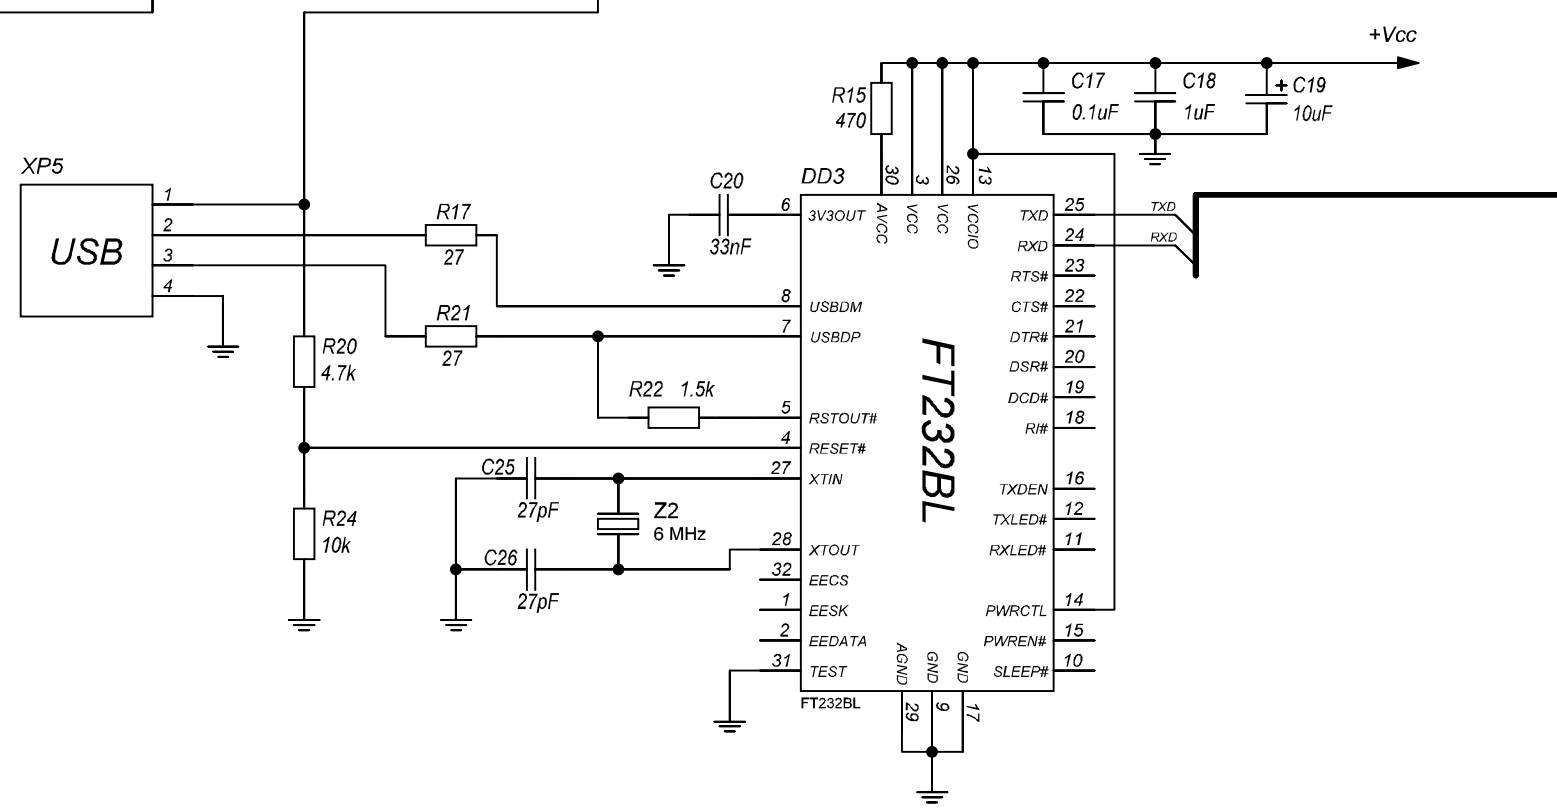 +Vcc
C17
0.1uF
C18
1uF
+ C19
10uF
R15
470
XP5
USB
1
2
3
4
R17
27
R21
27
R20
4.7k
R22 1.5k
R24
10k
C20
33nF
C25
27pF
C26
27pF
Z2
6 MHz
DD3
30 3 26 13
AVCC VCC VCC VCCIO
6 3V3OUT
8 USBDM
7 USBDP
5 RSTOUT#
4 RESET#
27 XTIN
28 XTOUT
32 EECS
1 EESK
2 EEDATA
31 TEST
FT232BL
TXD 25 TXD
RXD 24 RXD
RTS# 23
CTS# 22
DTR# 21
DSR# 20
DCD# 19
RI# 18
TXDEN 16
TXLED# 12
RXLED# 11
PWRCTL 14
PWREN# 15
SLEEP# 10
AGND GND GND
29 9 17
FT232BL